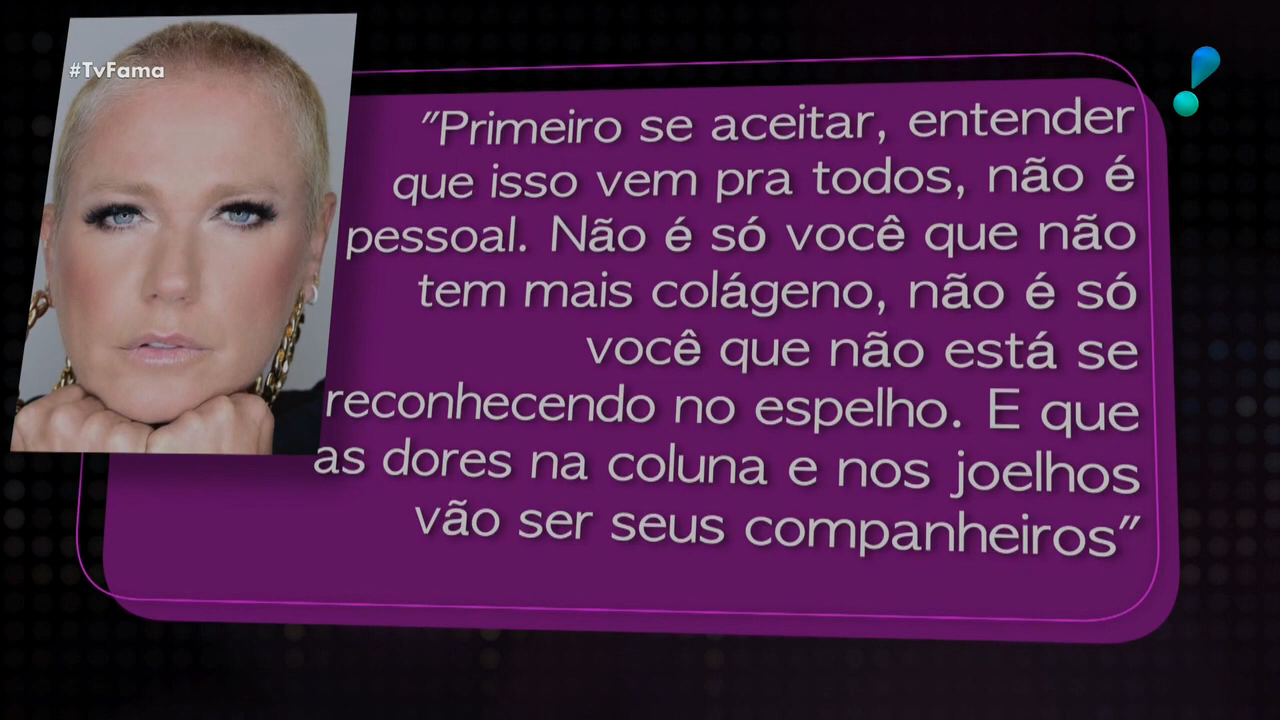 #TvFama
"Primeiro se aceitar, entender
que isso vem pra todos, não é
pessoal. Não é só você que não
tem mais colágeno, não é só
você que não está se
reconhecendo no espelho. E que
as dores na coluna e nos joelhos
vão ser seus companheiros"